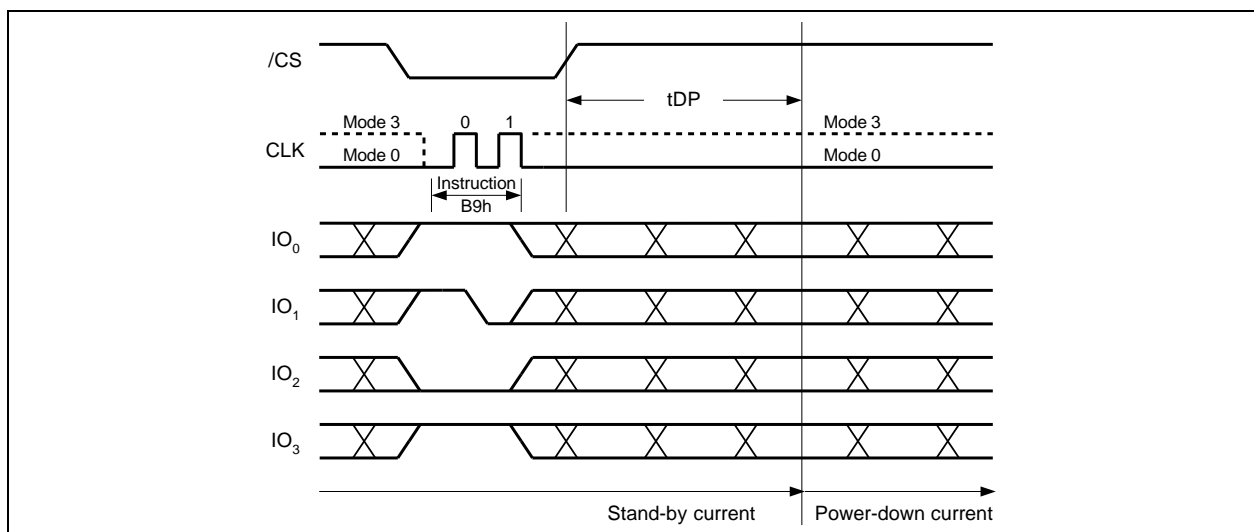 /CS
tDP
Mode 3 0 1 Mode 3
CLK
Mode 0 Mode 0
Instruction
B9h
IO0
IO1
IO2
IO3
Stand-by current Power-down current